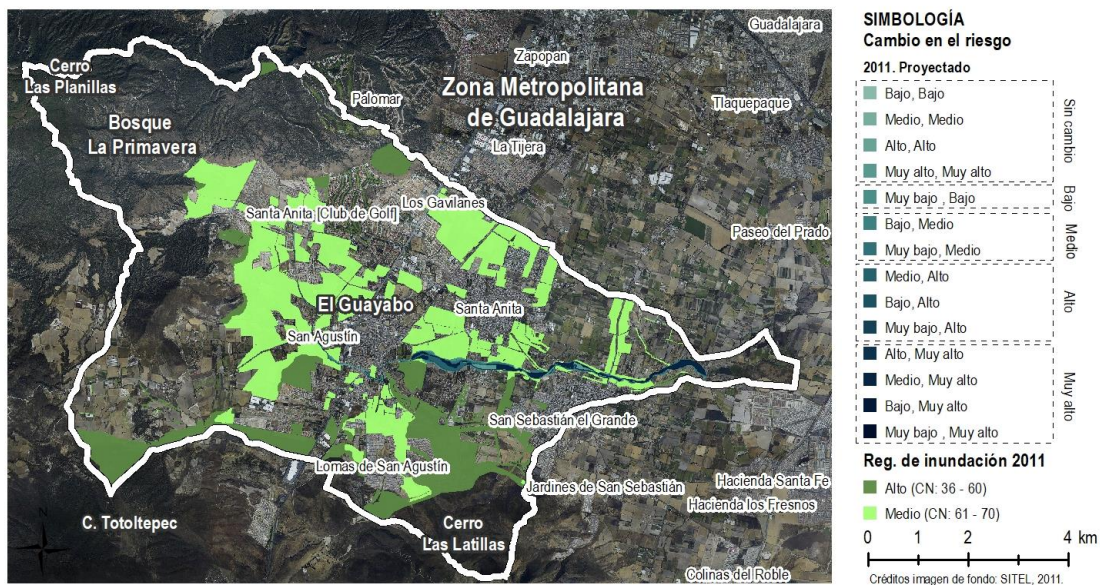 Guadalajara
Zapopan
Cerro
Las Planillas
Palomar
Zona Metropolitana
de Guadalajara
Tlaquepaque
Bosque
La Primavera
La Tijera
Los Gavilanes
Santa Anita [Club de Golf]
Paseo del Prado
El Guayabo
Santa Anita
San Agustín
San Sebastián el Grande
Lomas de San Agustín
Jardines de San Sebastián
Hacienda Santa Fe
Hacienda los Fresnos
C. Totoltepec
Cerro
Las Latillas
Colinas del Roble
N
SIMBOLOGÍA
Cambio en el riesgo
2011. Proyectado
Bajo, Bajo
Medio, Medio
Alto, Alto
Muy alto, Muy alto
Sin cambio
Muy bajo , Bajo
Bajo
Bajo, Medio
Muy bajo, Medio
Medio
Medio, Alto
Bajo, Alto
Muy bajo, Alto
Alto
Alto, Muy alto
Medio, Muy alto
Bajo, Muy alto
Muy bajo , Muy alto
Muy alto
Reg. de inundación 2011
Alto (CN: 36 - 60)
Medio (CN: 61 - 70)
0 1 2 4 km
Créditos imagen de fondo: SITEL, 2011.